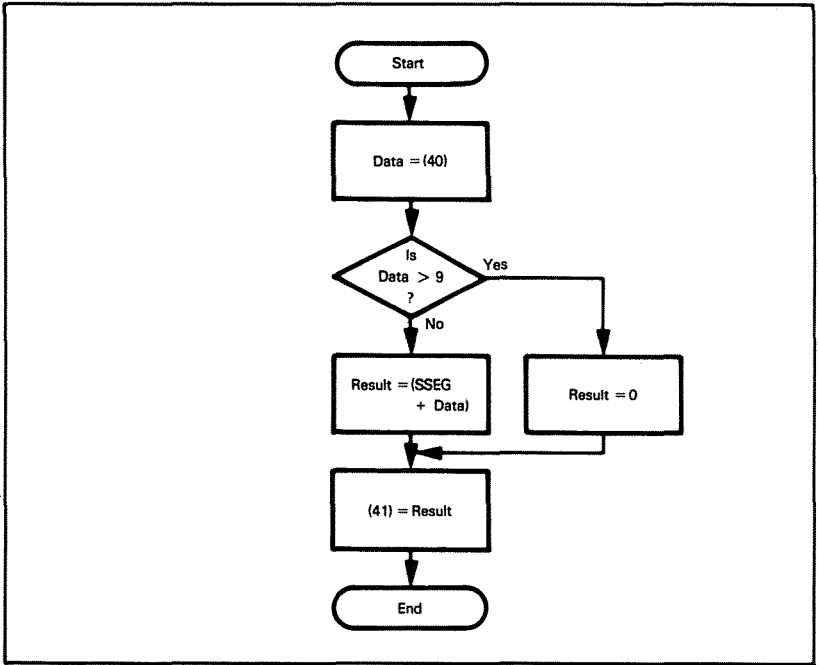 Start
Data = (40)
Is
Data > 9
?
Yes
No
Result = (SSEG
+ Data)
Result = 0
(41) = Result
End